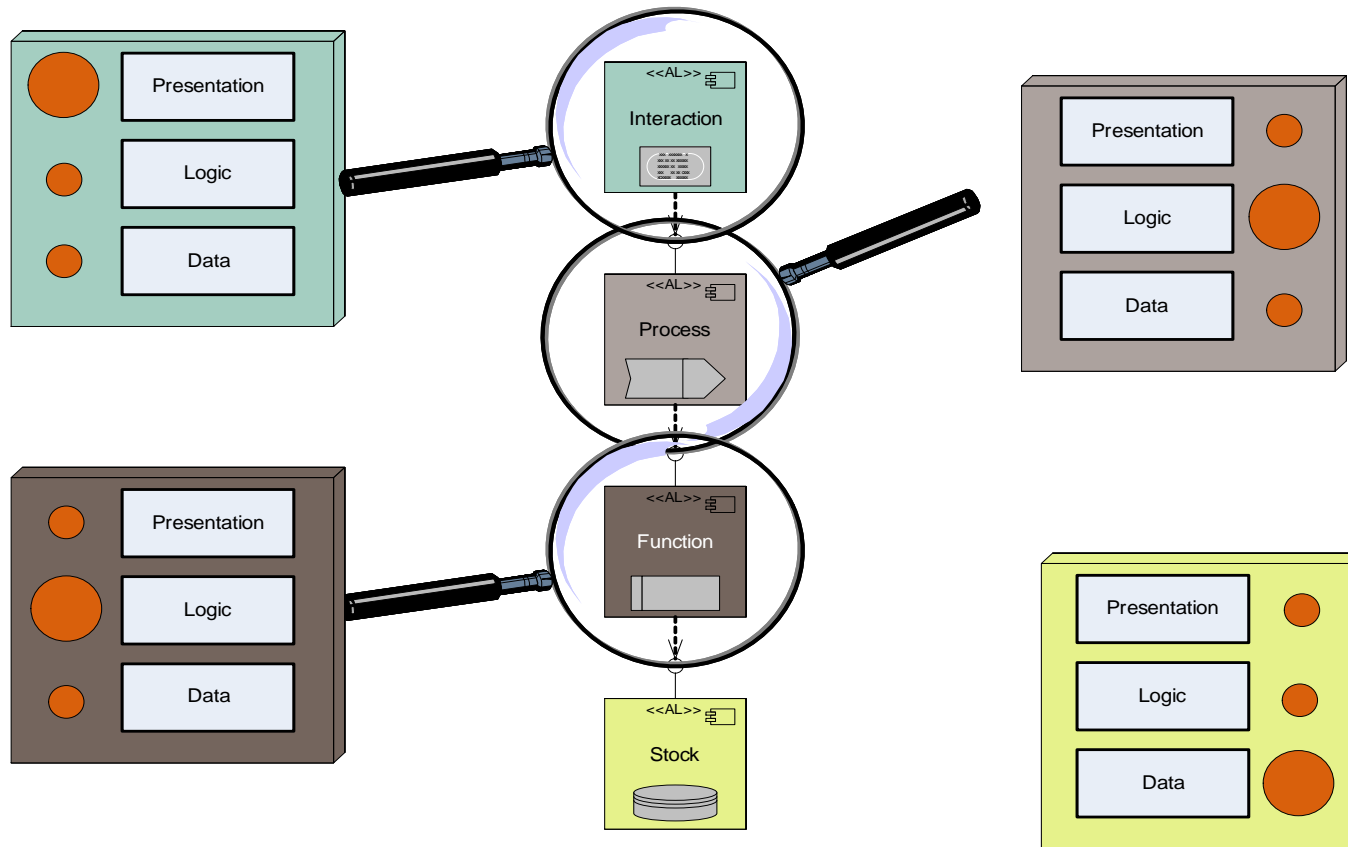 Presentation
Logic
Data
<<AL>>
Interaction
Presentation
Logic
Data
<<AL>>
Process
Presentation
Logic
Data
<<AL>>
Function
Presentation
Logic
Data
<<AL>>
Stock